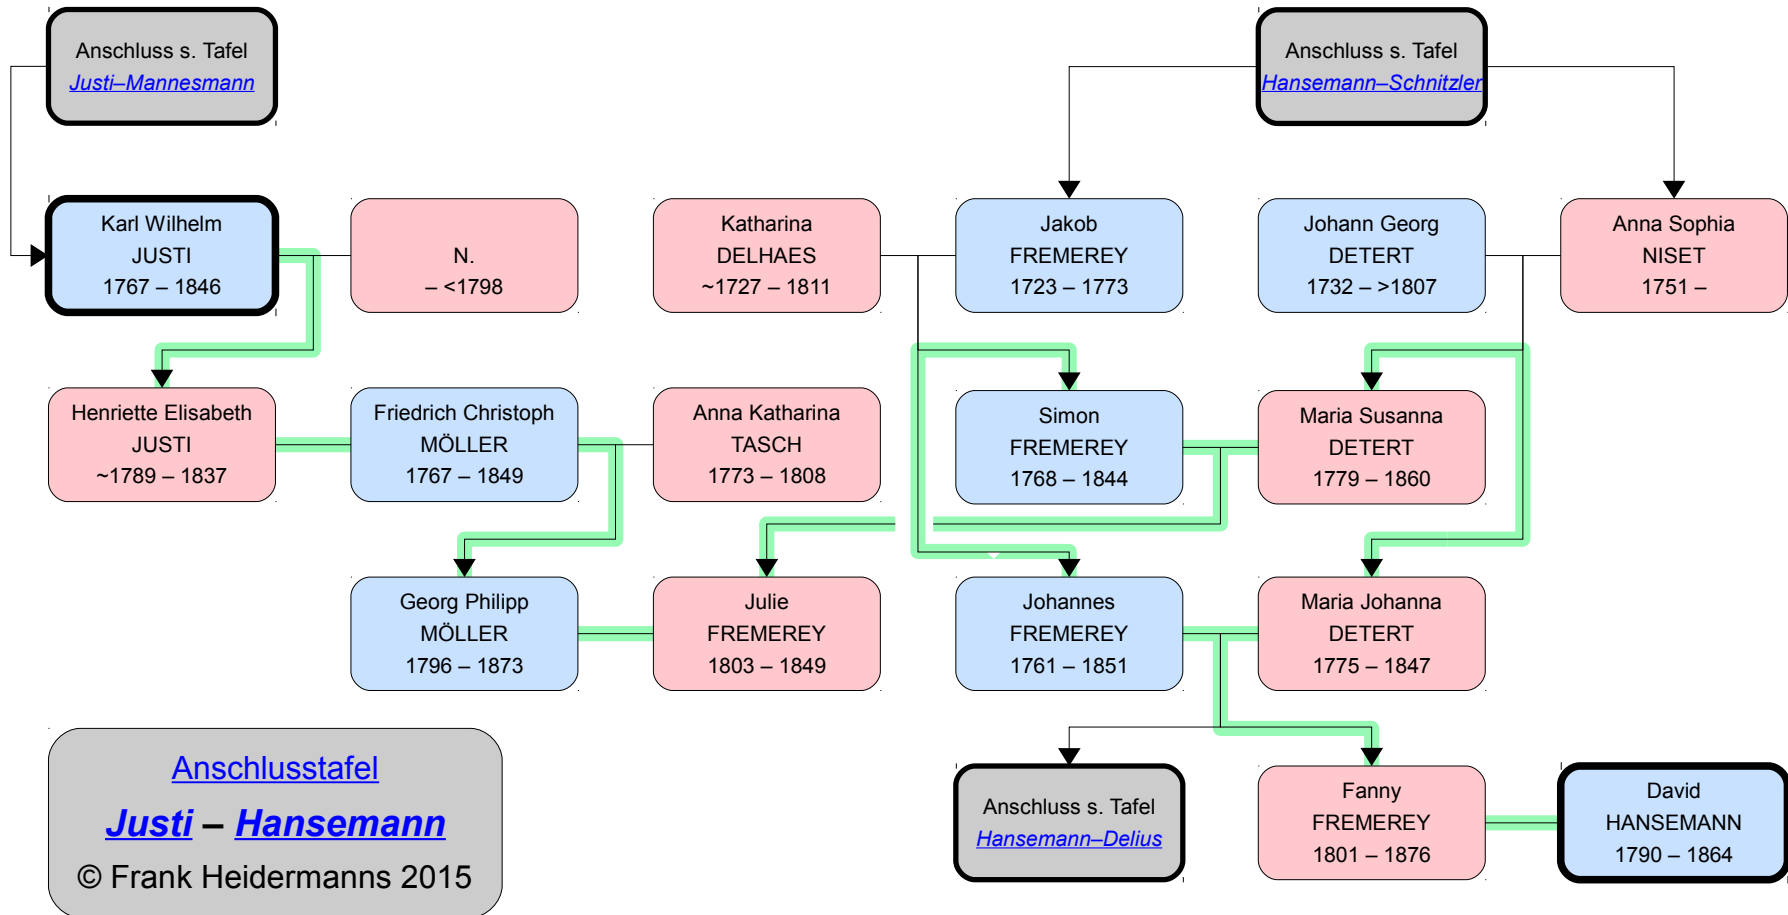 Anschluss s. Tafel
Justi–Mannesmann
Anschluss s. Tafel
Hansemann–Schnitzler
Karl Wilhelm
JUSTI
1767 – 1846
N.
– <1798
Katharina
DELHAES
~1727 – 1811
Jakob
FREMEREY
1723 – 1773
Johann Georg
DETERT
1732 – >1807
Anna Sophia
NISET
1751 –
Henriette Elisabeth
JUSTI
~1789 – 1837
Friedrich Christoph
MÖLLER
1767 – 1849
Anna Katharina
TASCH
1773 – 1808
Simon
FREMEREY
1768 – 1844
Maria Susanna
DETERT
1779 – 1860
Georg Philipp
MÖLLER
1796 – 1873
Julie
FREMEREY
1803 – 1849
Johannes
FREMEREY
1761 – 1851
Maria Johanna
DETERT
1775 – 1847
Anschlusstafel
Justi – Hansemann
© Frank Heidermanns 2015
Anschluss s. Tafel
Hansemann–Delius
Fanny
FREMEREY
1801 – 1876
David
HANSEMANN
1790 – 1864